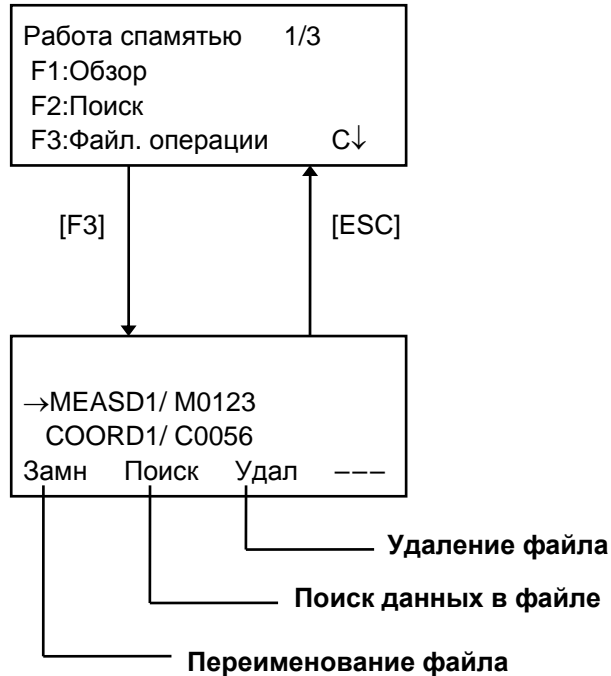 Работа спамятью 1/3
F1:Обзор
F2:Поиск
F3:Файл. операции С↓
[F3] [ESC]
→MEASD1/ M0123
COORD1/ C0056
Замн Поиск Удал –––
Удаление файла
Поиск данных в файле
Переименование файла